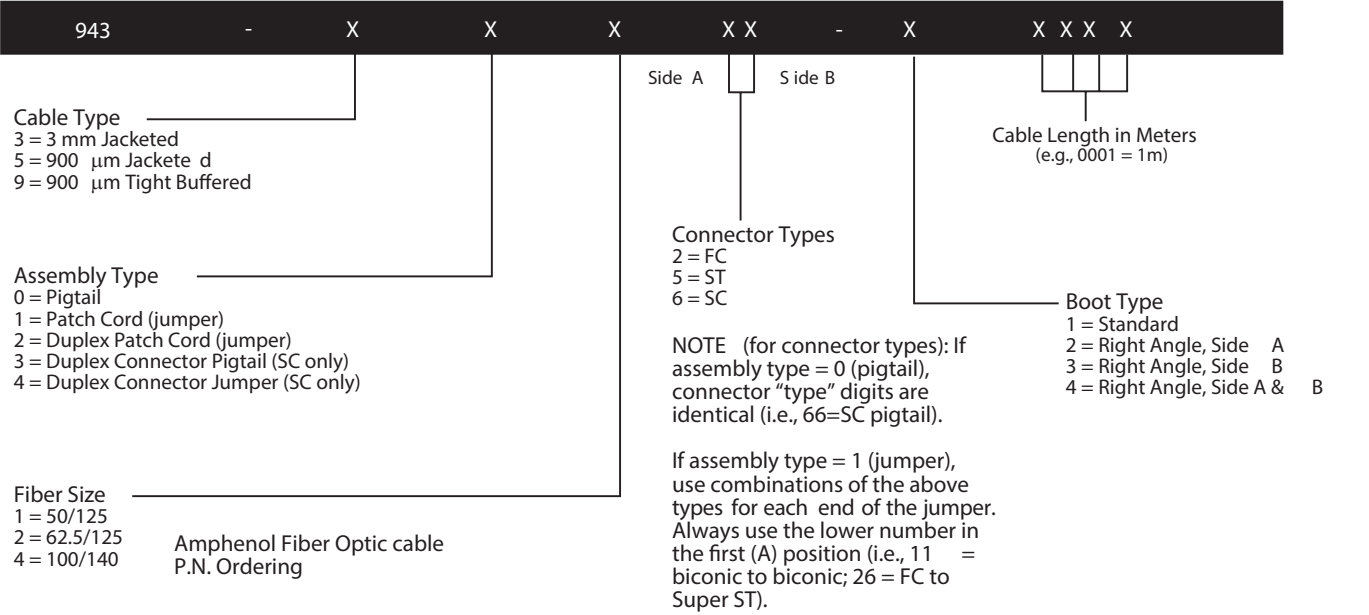 943 - X X X X X - X X X X X
Side A S ide B
Cable Type
3 = 3 mm Jacketed
5 = 900 μm Jackete d
9 = 900 μm Tight Buffered
Cable Length in Meters
(e.g., 0001 = 1m)
Assembly Type
0 = Pigtail
1 = Patch Cord (jumper)
2 = Duplex Patch Cord (jumper)
3 = Duplex Connector Pigtail (SC only)
4 = Duplex Connector Jumper (SC only)
Connector Types
2 = FC
5 = ST
6 = SC
NOTE (for connector types): If
assembly type = 0 (pigtail),
connector “type” digits are
identical (i.e., 66=SC pigtail).
If assembly type = 1 (jumper),
use combinations of the above
types for each end of the jumper.
Always use the lower number in
the first (A) position (i.e., 11 =
biconic to biconic; 26 = FC to
Super ST).
Boot Type
1 = Standard
2 = Right Angle, Side A
3 = Right Angle, Side B
4 = Right Angle, Side A & B
Fiber Size
1 = 50/125
2 = 62.5/125
4 = 100/140
Amphenol Fiber Optic cable
P.N. Ordering